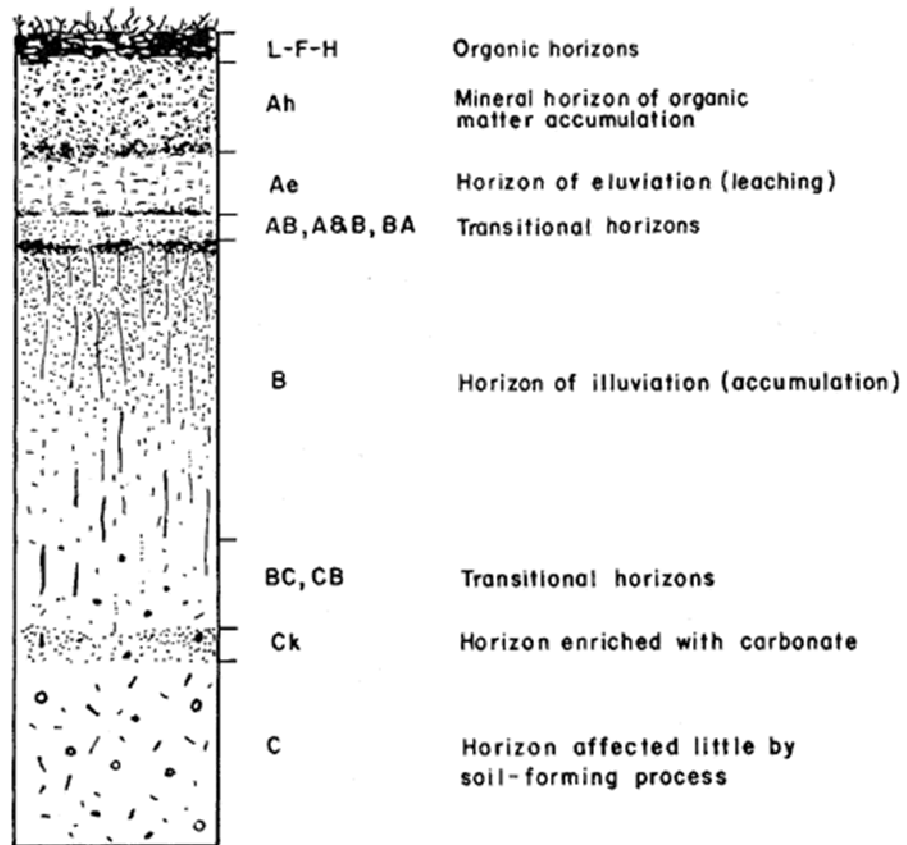 L-F-H Organic horizons
Ah Mineral horizon of organic
matter accumulation
Ae Horizon of eluviation (leaching)
AB, A&B, BA Transitional horizons
B Horizon of illuviation (accumulation)
BC, CB Transitional horizons
Ck Horizon enriched with carbonate
C Horizon affected little by
soil-forming process